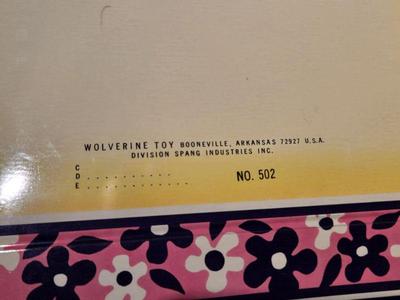 WOLVERINE TOY BOONEVILLE, ARKANSAS 72927 U.S.A.
DIVISION SPANG INDUSTRIES INC.
C
D . . . . . . . . . .
E . . . . . . . . . . . .
NO. 502